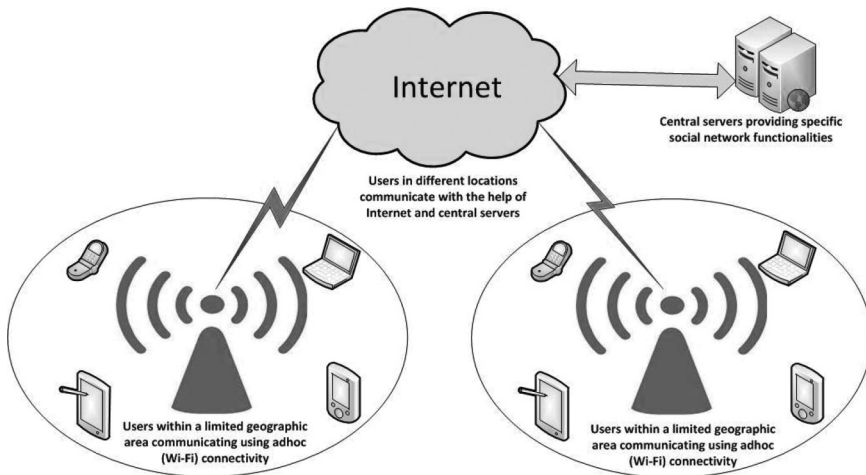 Internet
Central servers providing specific
social network functionalities
Users in different locations
communicate with the help of
Internet and central servers
Users within a limited geographic
area communicating using adhoc
(Wi-Fi) connectivity
Users within a limited geographic
area communicating using adhoc
(Wi-Fi) connectivity